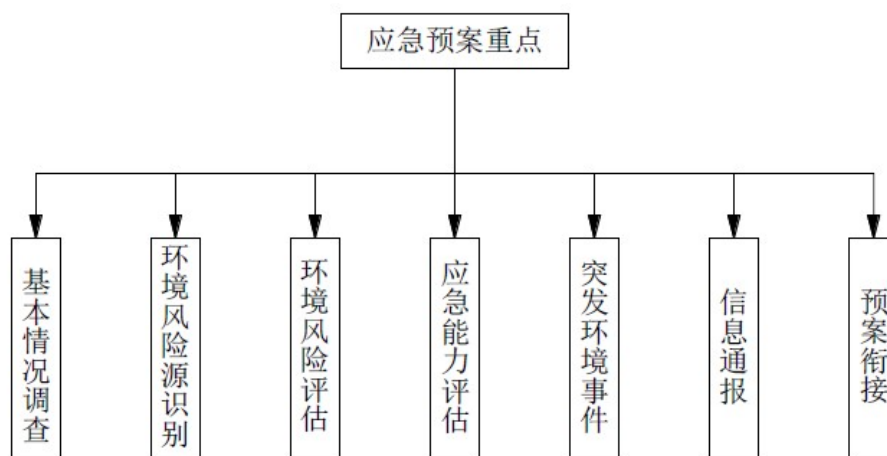 应急预案重点
基本情况调查
环境风险源识别
环境风险评估
应急能力评估
突发环境事件
信息通报
预案衔接